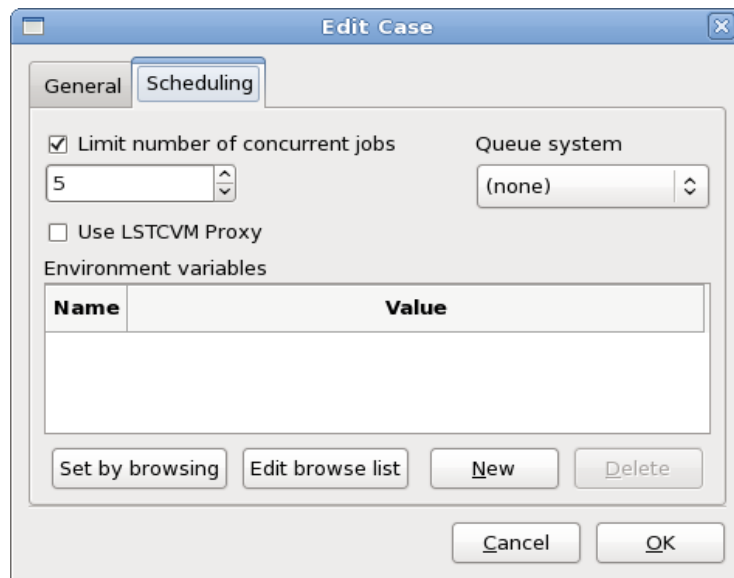 Edit Case
General Scheduling
Limit number of concurrent jobs Queue system
5 (none)
Use LSTCVM Proxy
Environment variables
Name Value
Set by browsing Edit browse list New Delete
Cancel OK